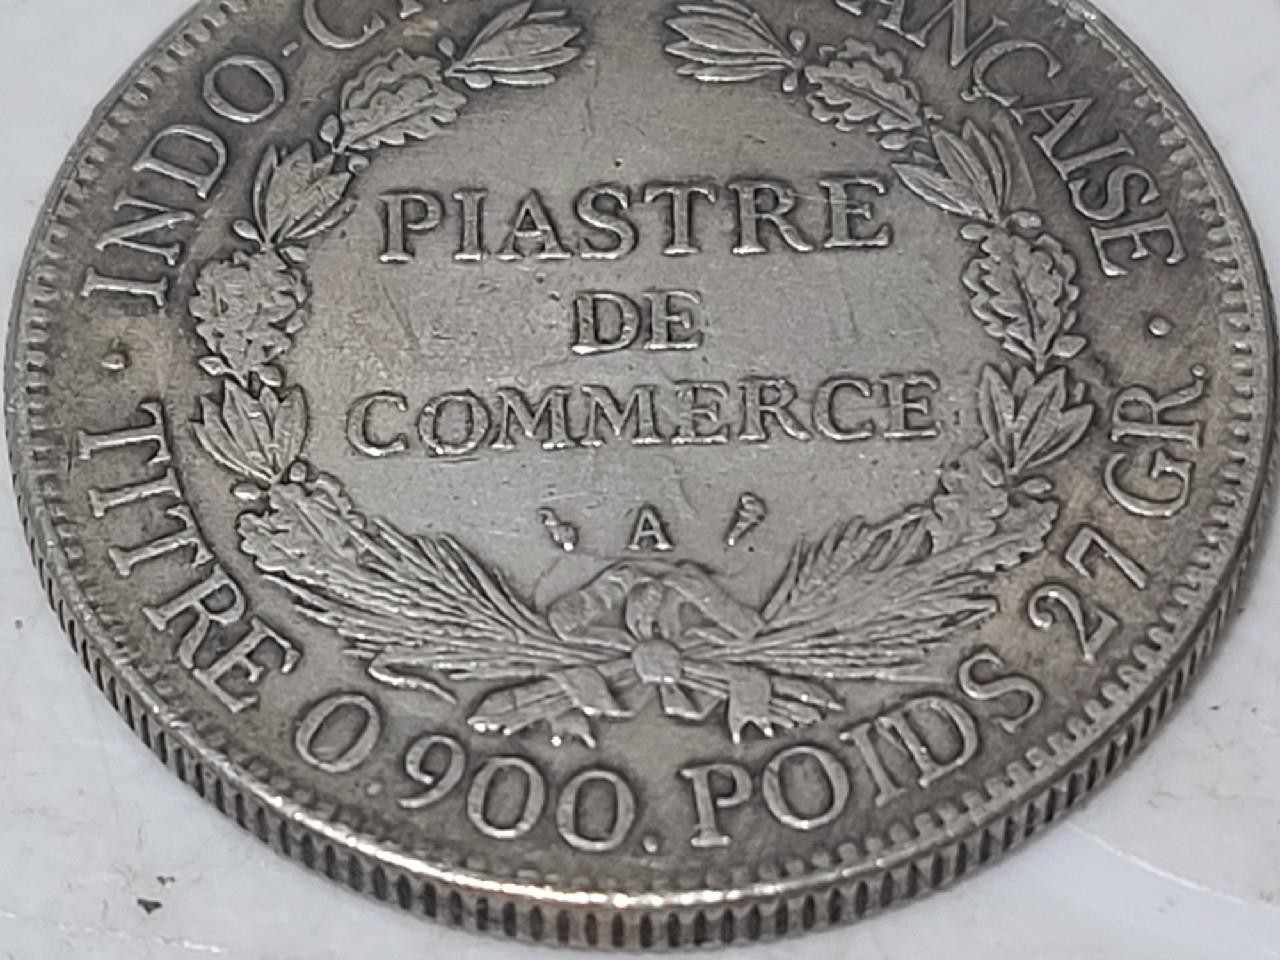 INDO-C
ANÇAISE
PIASTRE
DE
COMMERCE
A
TITRE 0.900. POIDS 27 GR.